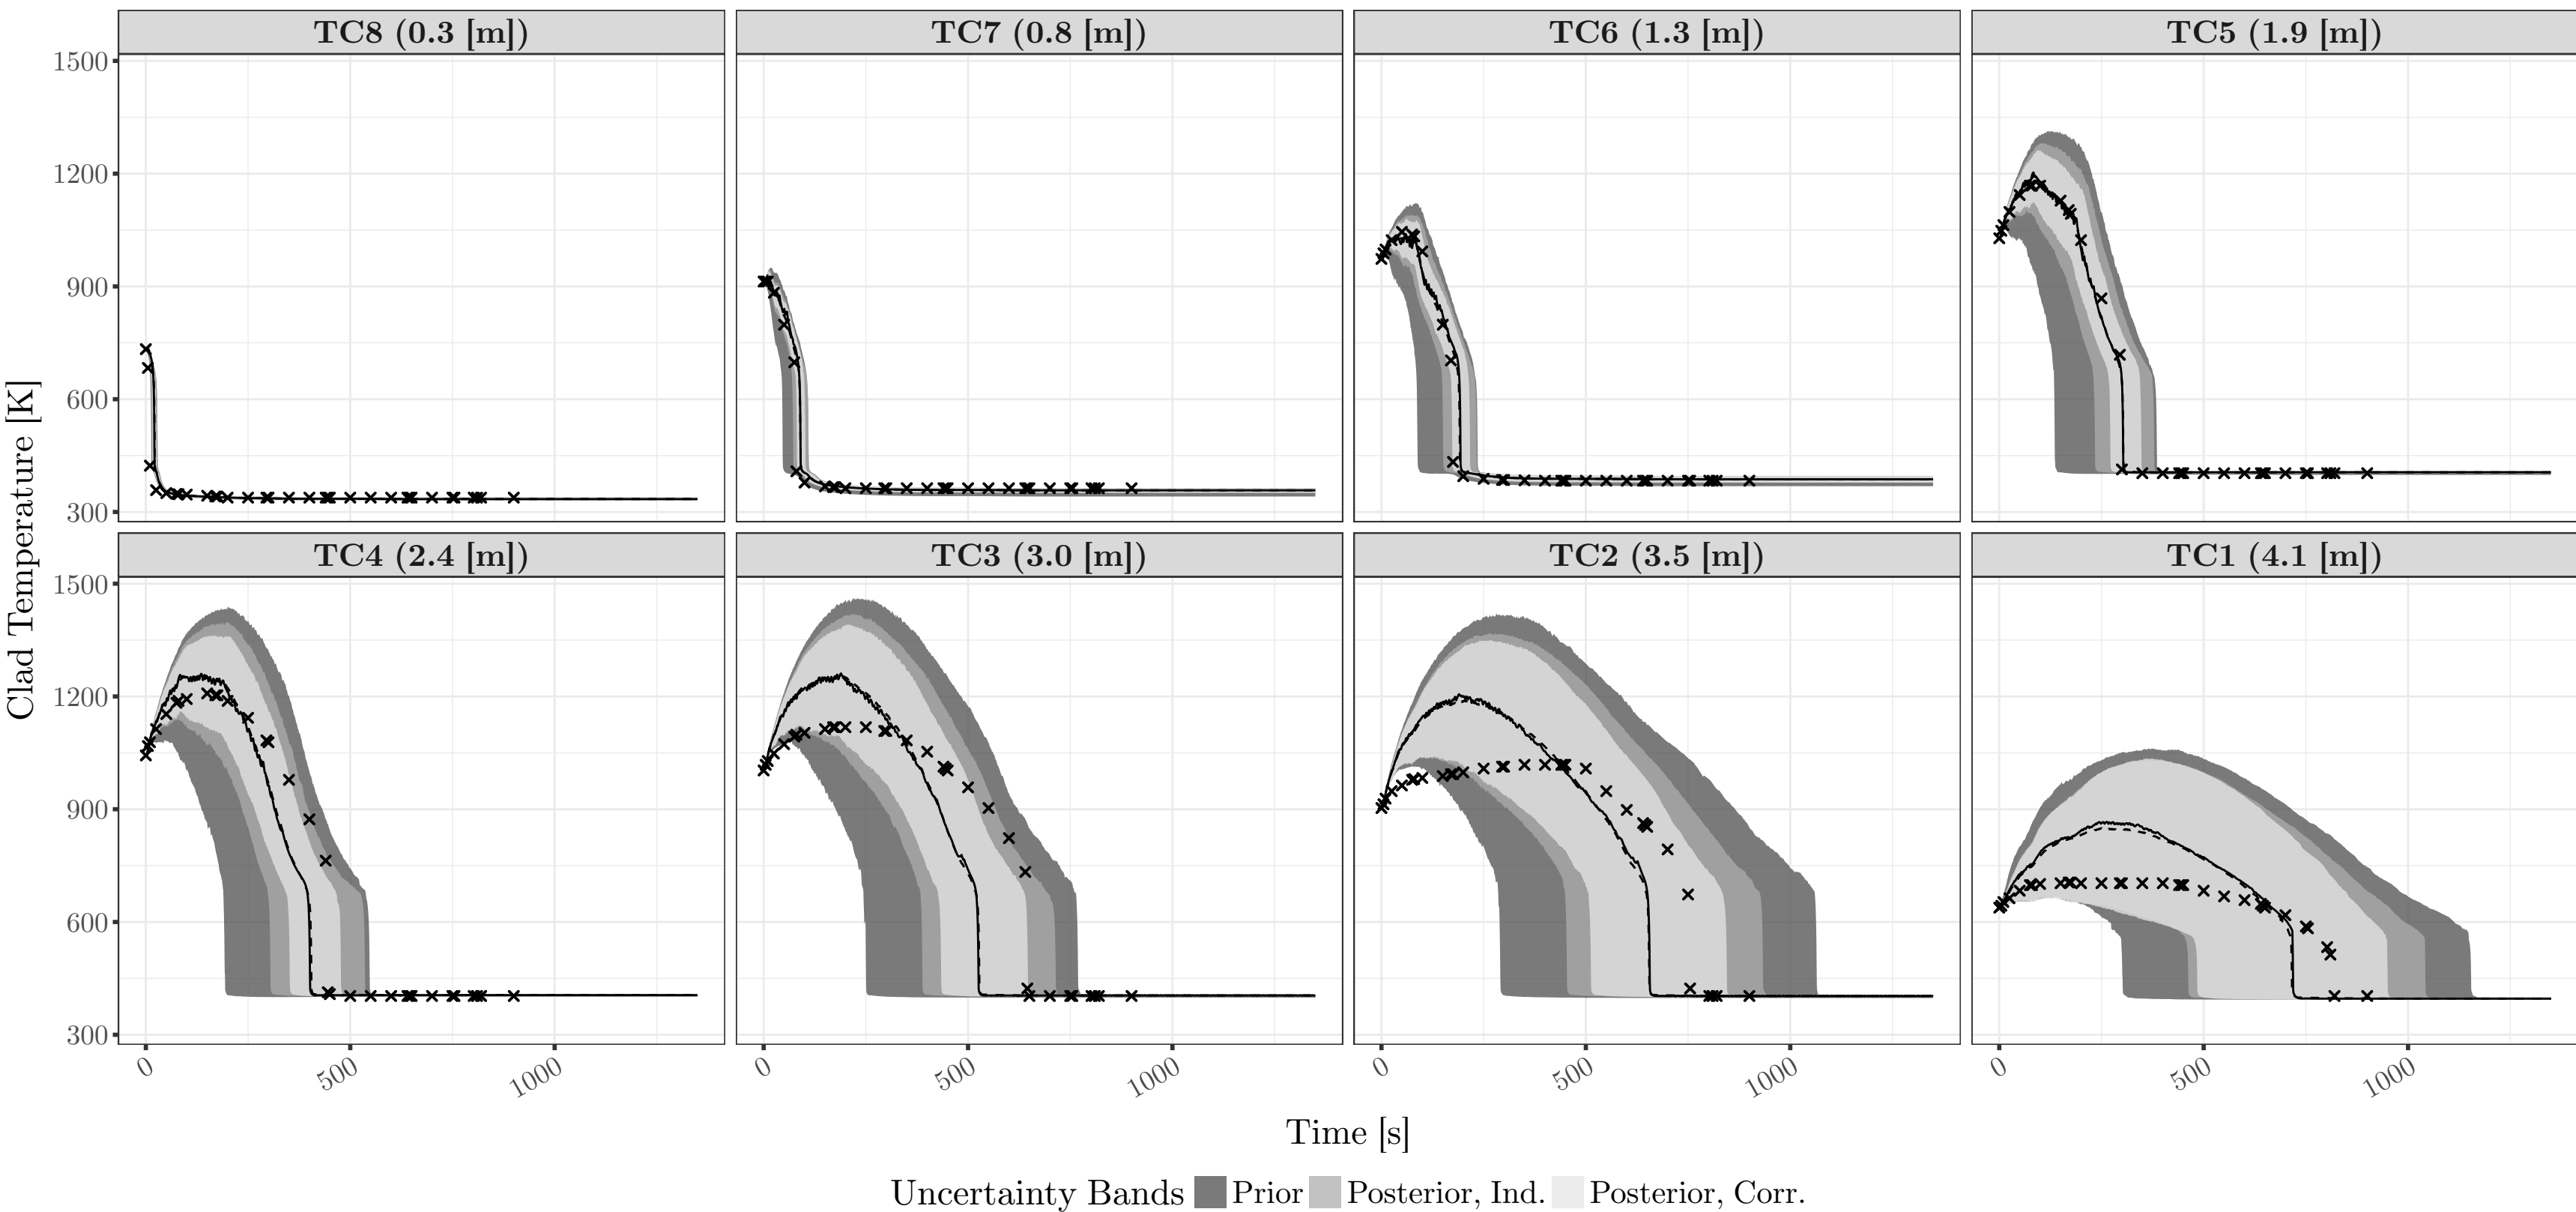 TC8 (0.3 [m]) TC7 (0.8 [m]) TC6 (1.3 [m]) TC5 (1.9 [m])
1500
1200
900
600
300
Clad Temperature [K]
TC4 (2.4 [m]) TC3 (3.0 [m]) TC2 (3.5 [m]) TC1 (4.1 [m])
1500
1200
900
600
300
0 500 1000 0 500 1000 0 500 1000 0 500 1000
Time [s]
Uncertainty Bands Prior Posterior, Ind. Posterior, Corr.